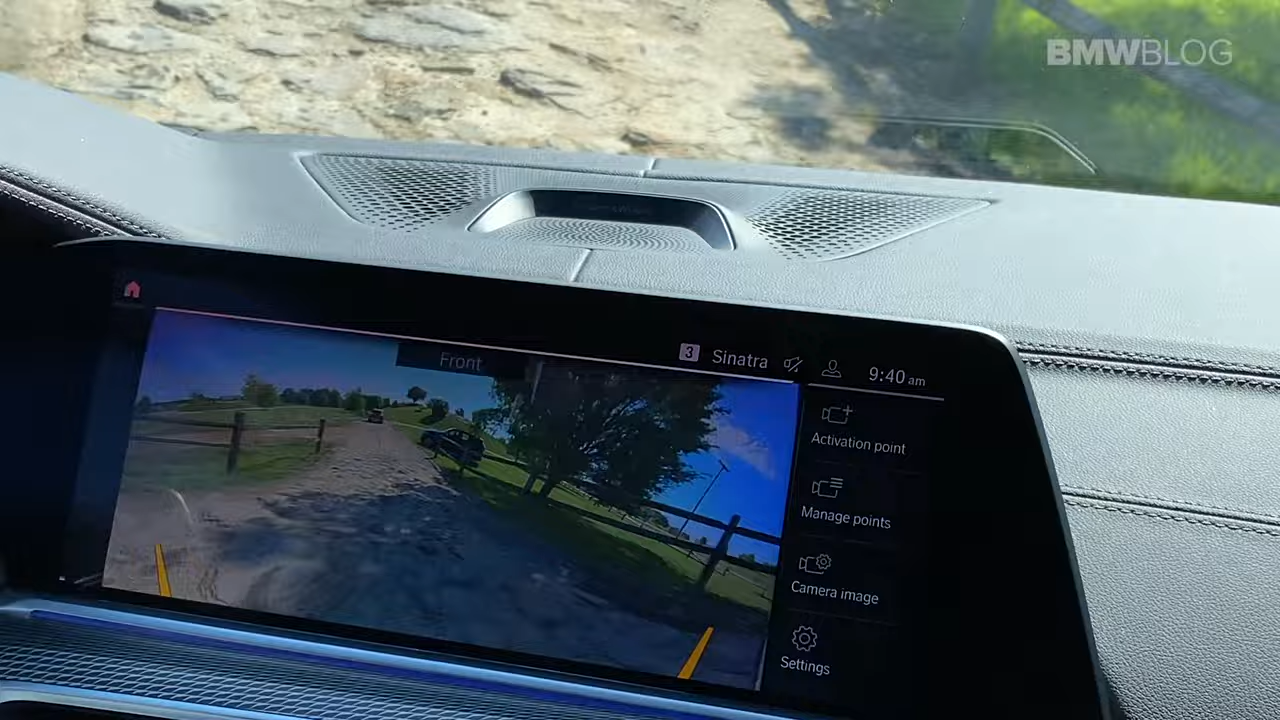 BMWBLOG
Front
3 Sinatra 9:40 am
Activation point
Manage points
Camera image
Settings